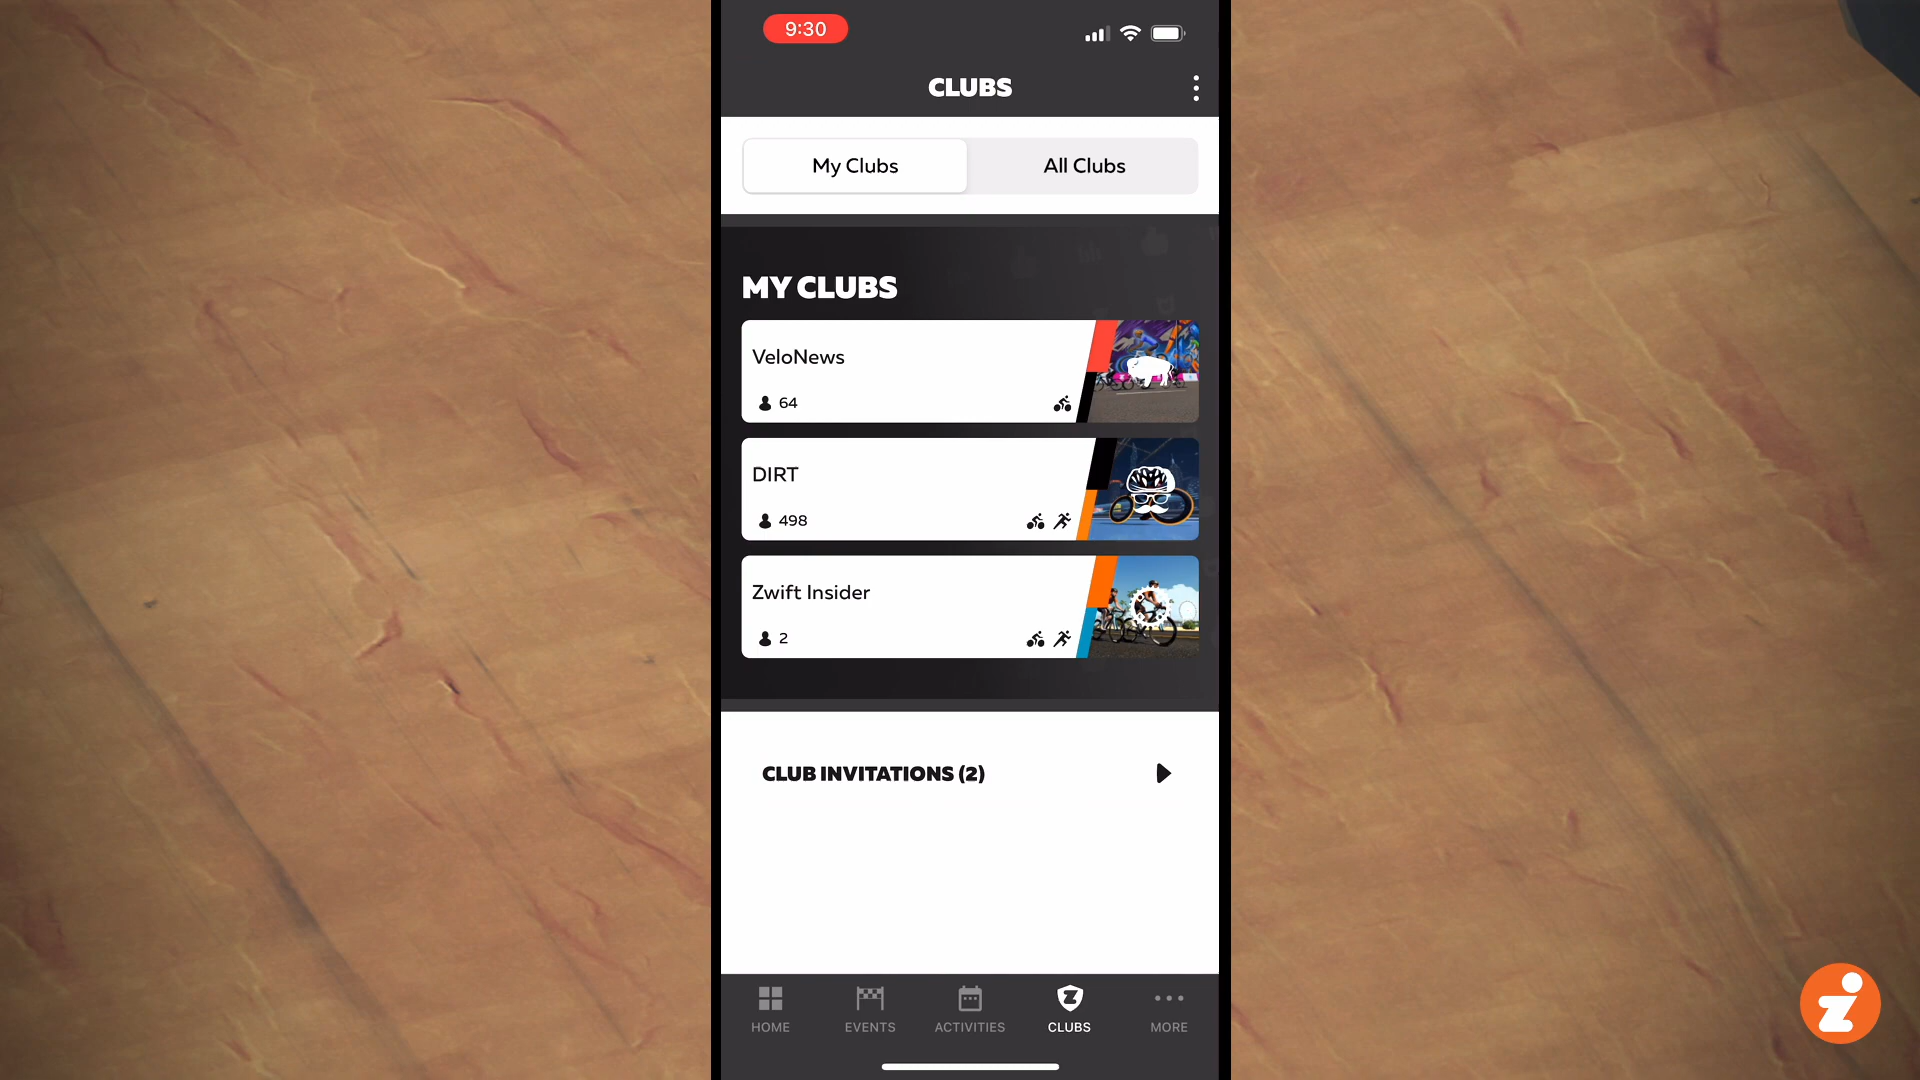 9:30
CLUBS
My Clubs
All Clubs
MY CLUBS
VeloNews
64
DIRT
498
Zwift Insider
2
CLUB INVITATIONS (2)
HOME
EVENTS
ACTIVITIES
CLUBS
MORE